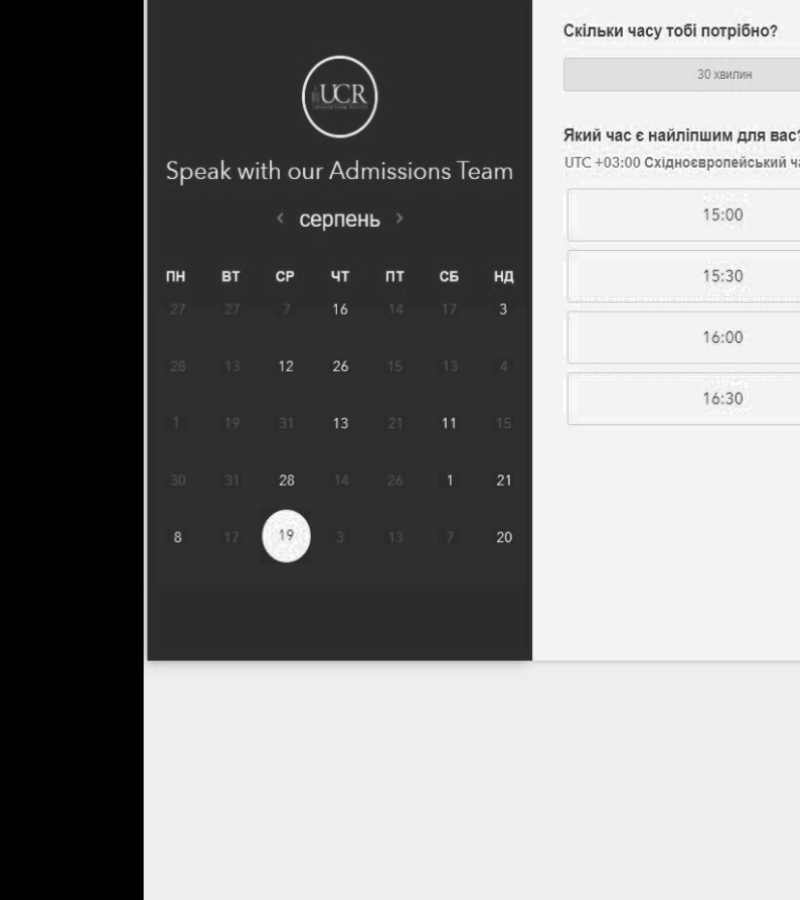 UCR
Speak with our Admissions Team
‹ серпень ›
ПН ВТ СР ЧТ ПТ СБ НД
27 27 7 16 14 17 3
28 13 12 26 15 13 4
1 19 31 13 21 11 15
30 31 28 14 26 1 21
8 17 19 3 13 7 20
Скільки часу тобі потрібно?
30 хвилин
Який час є найліпшим для вас?
UTC +03:00 Східноєвропейський ча
15:00
15:30
16:00
16:30